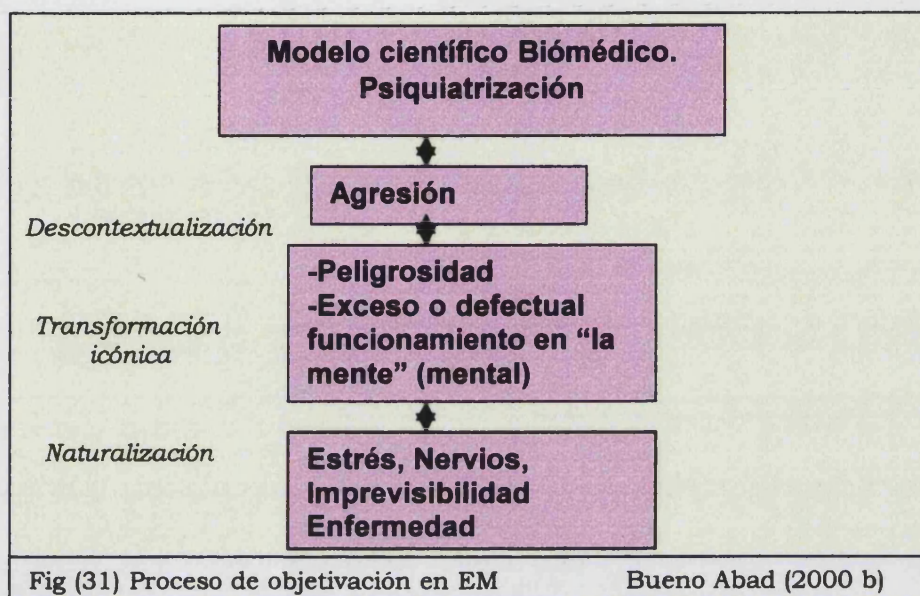 Modelo científico Biómédico.
Psiquiatrización
Agresión
Descontextualización
-Peligrosidad
-Exceso o defectual
funcionamiento en “la
mente” (mental)
Transformación
icónica
Naturalización
Estrés, Nervios,
Imprevisibilidad
Enfermedad
Fig (31) Proceso de objetivación en EM Bueno Abad (2000 b)